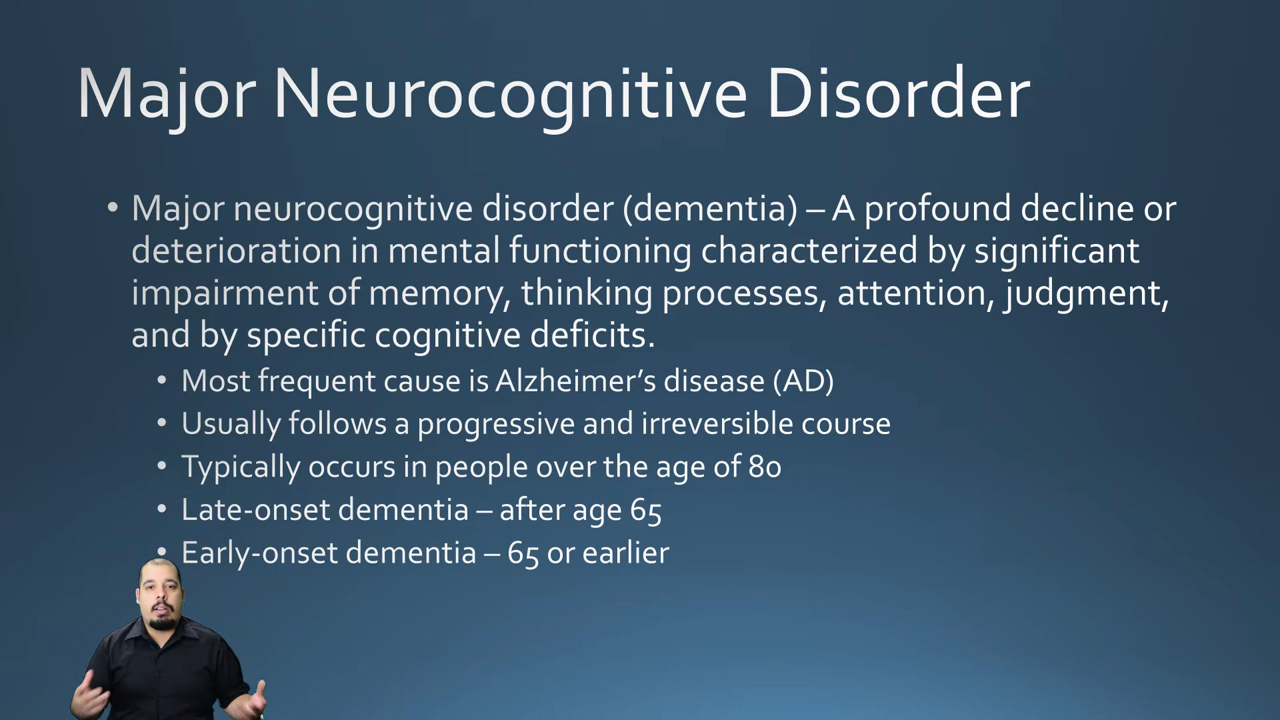 Major Neurocognitive Disorder
• Major neurocognitive disorder (dementia) – A profound decline or
deterioration in mental functioning characterized by significant
impairment of memory, thinking processes, attention, judgment,
and by specific cognitive deficits.
• Most frequent cause is Alzheimer’s disease (AD)
• Usually follows a progressive and irreversible course
• Typically occurs in people over the age of 80
• Late-onset dementia – after age 65
• Early-onset dementia – 65 or earlier